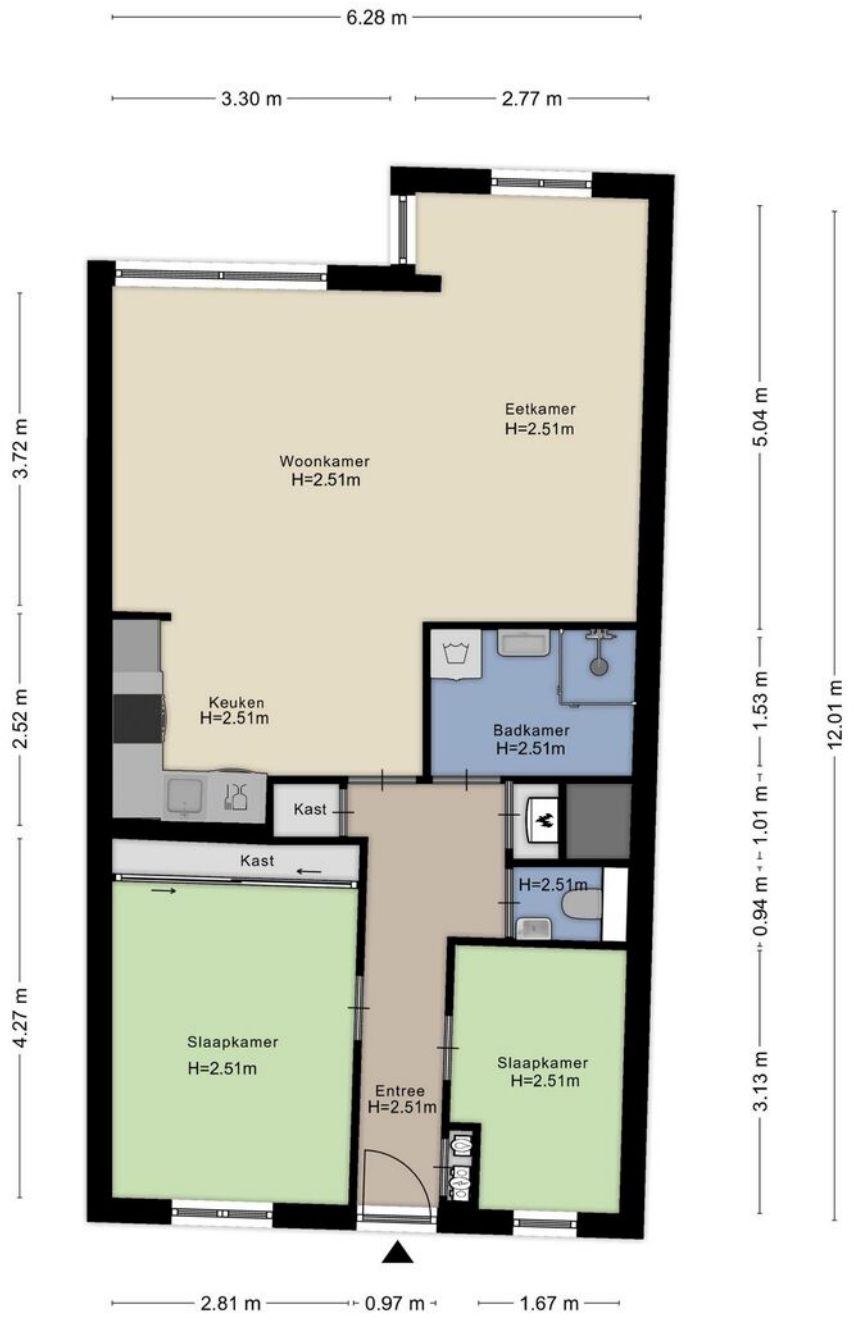 6.28 m
3.30 m
2.77 m
Eetkamer
H=2.51m
5.04 m
3.72 m
Woonkamer
H=2.51m
12.01 m
2.52 m
Keuken
H=2.51m
Badkamer
H=2.51m
1.53 m
Kast
1.01 m
Kast
H=2.51m
0.94 m
4.27 m
Slaapkamer
H=2.51m
Slaapkamer
H=2.51m
Entree
H=2.51m
3.13 m
2.81 m
0.97 m
1.67 m